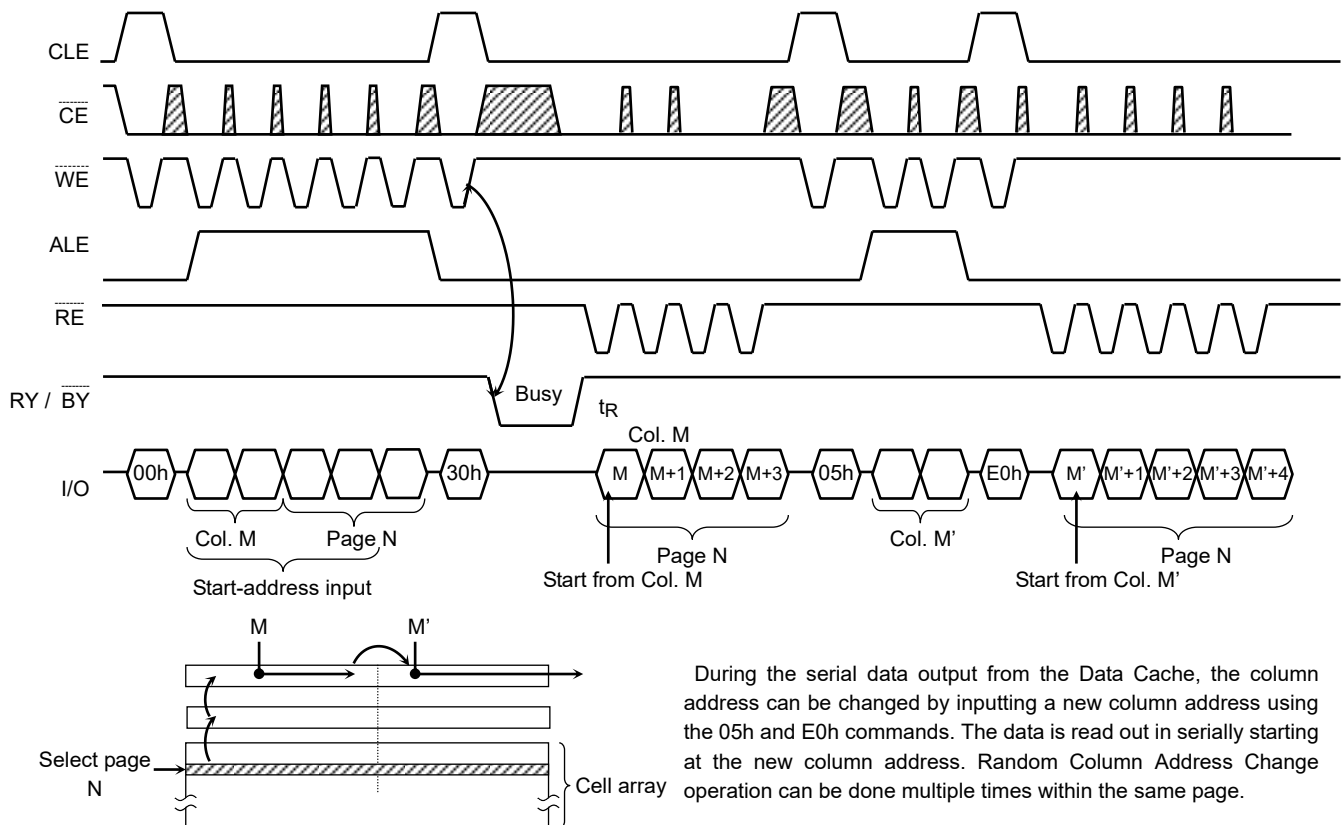 CLE
CE
WE
ALE
RE
RY / BY
Busy
tR
Col. M
I/O
00h
30h
M
M+1
M+2
M+3
05h
E0h
M'
M'+1
M'+2
M'+3
M'+4
Col. M
Page N
Start-address input
Page N
Start from Col. M
Col. M'
Page N
Start from Col. M'
M
M'
Select page
N
Cell array
During the serial data output from the Data Cache, the column
address can be changed by inputting a new column address using
the 05h and E0h commands. The data is read out in serially starting
at the new column address. Random Column Address Change
operation can be done multiple times within the same page.